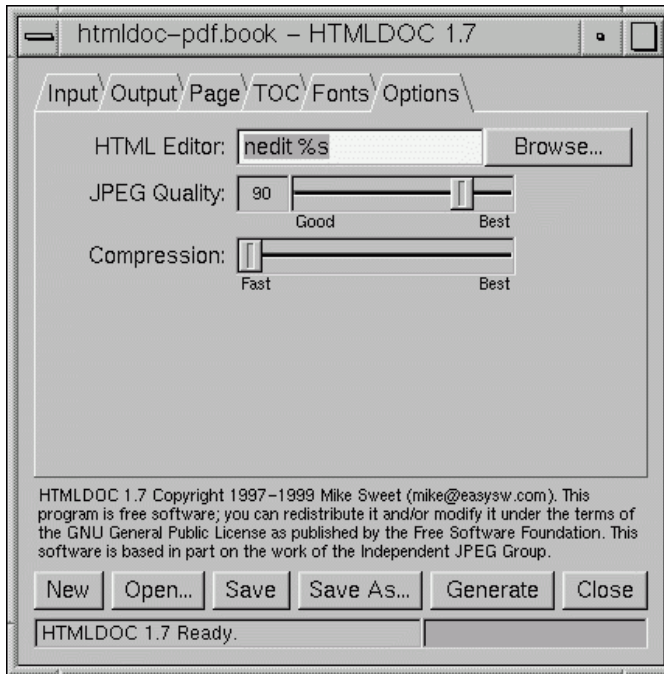 htmldoc-pdf.book - HTMLDOC 1.7
Input Output Page TOC Fonts Options
HTML Editor: nedit %s Browse...
JPEG Quality: 90
Good Best
Compression:
Fast Best
HTMLDOC 1.7 Copyright 1997-1999 Mike Sweet (mike@easysw.com). This
program is free software; you can redistribute it and/or modify it under the terms of
the GNU General Public License as published by the Free Software Foundation. This
software is based in part on the work of the Independent JPEG Group.
New Open... Save Save As... Generate Close
HTMLDOC 1.7 Ready.